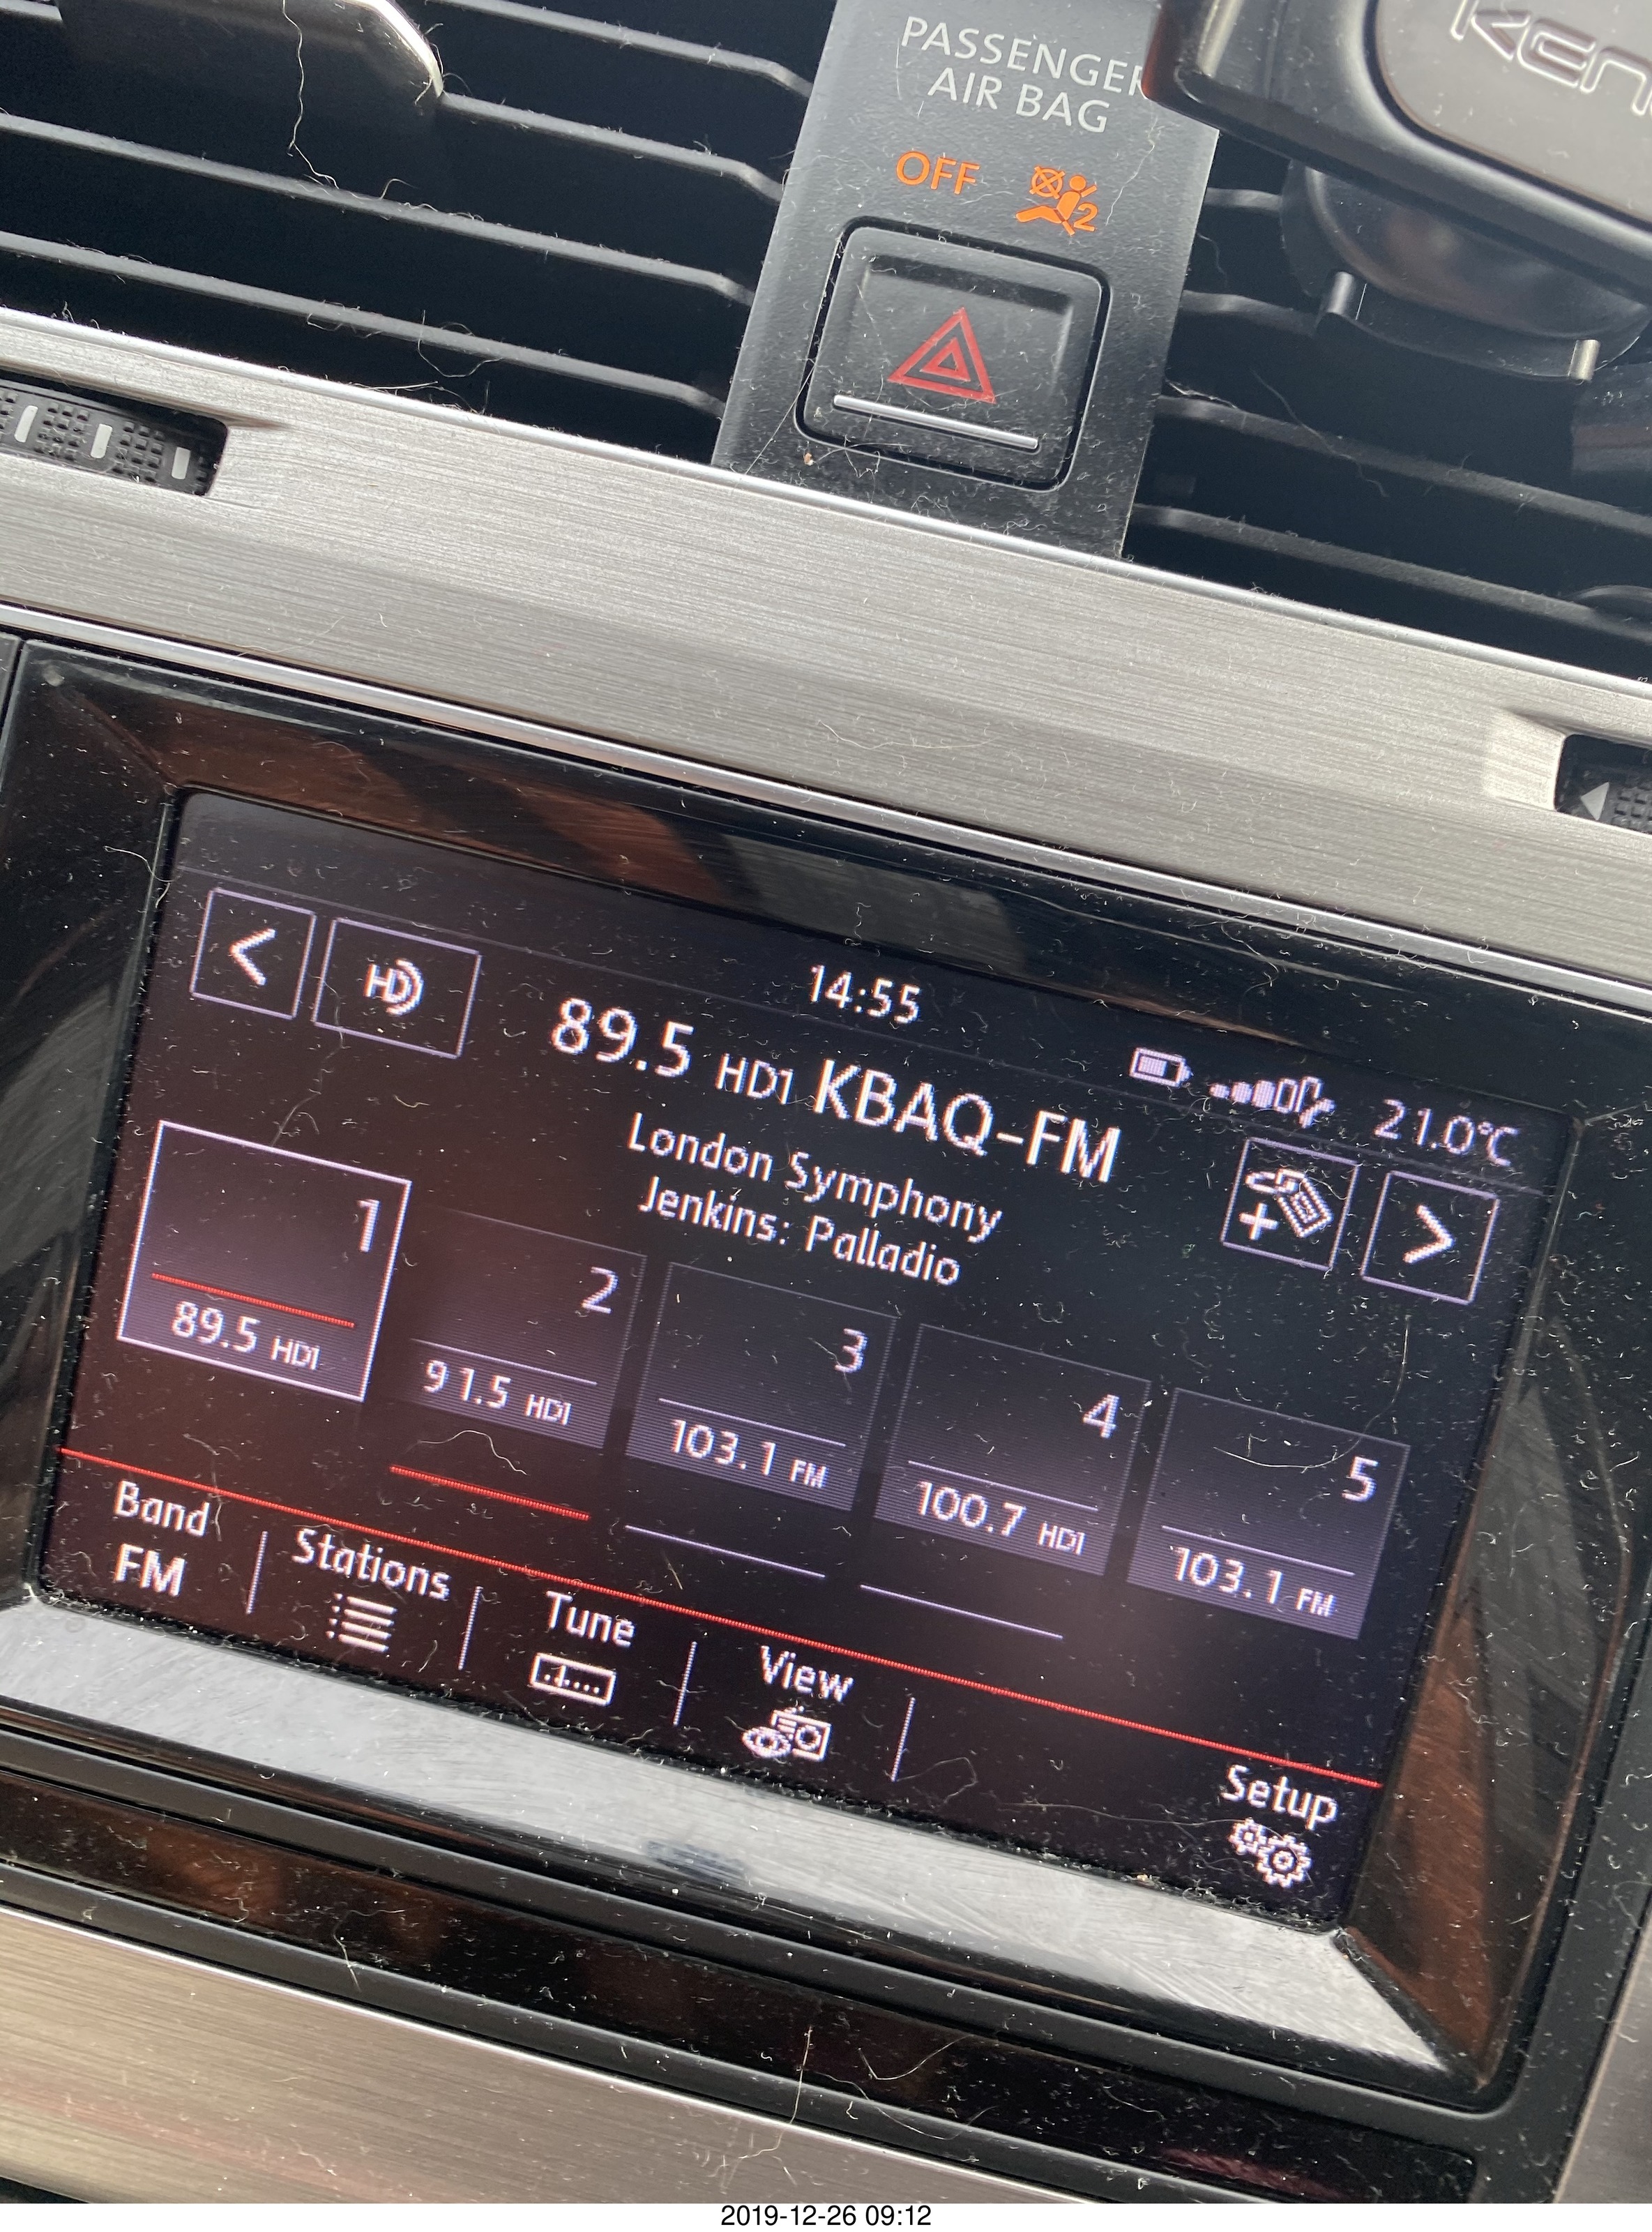 PASSENGER
AIR BAG
OFF
2
14:55
89.5 HD1 KBAQ-FM
21.0°C
HD
London Symphony
Jenkins: Palladio
1
89.5 HD1
2
91.5 HD1
3
103.1 FM
4
100.7 HD1
5
103.1 FM
Band
FM
Stations
Tune
View
Setup
2019-12-26 09:12